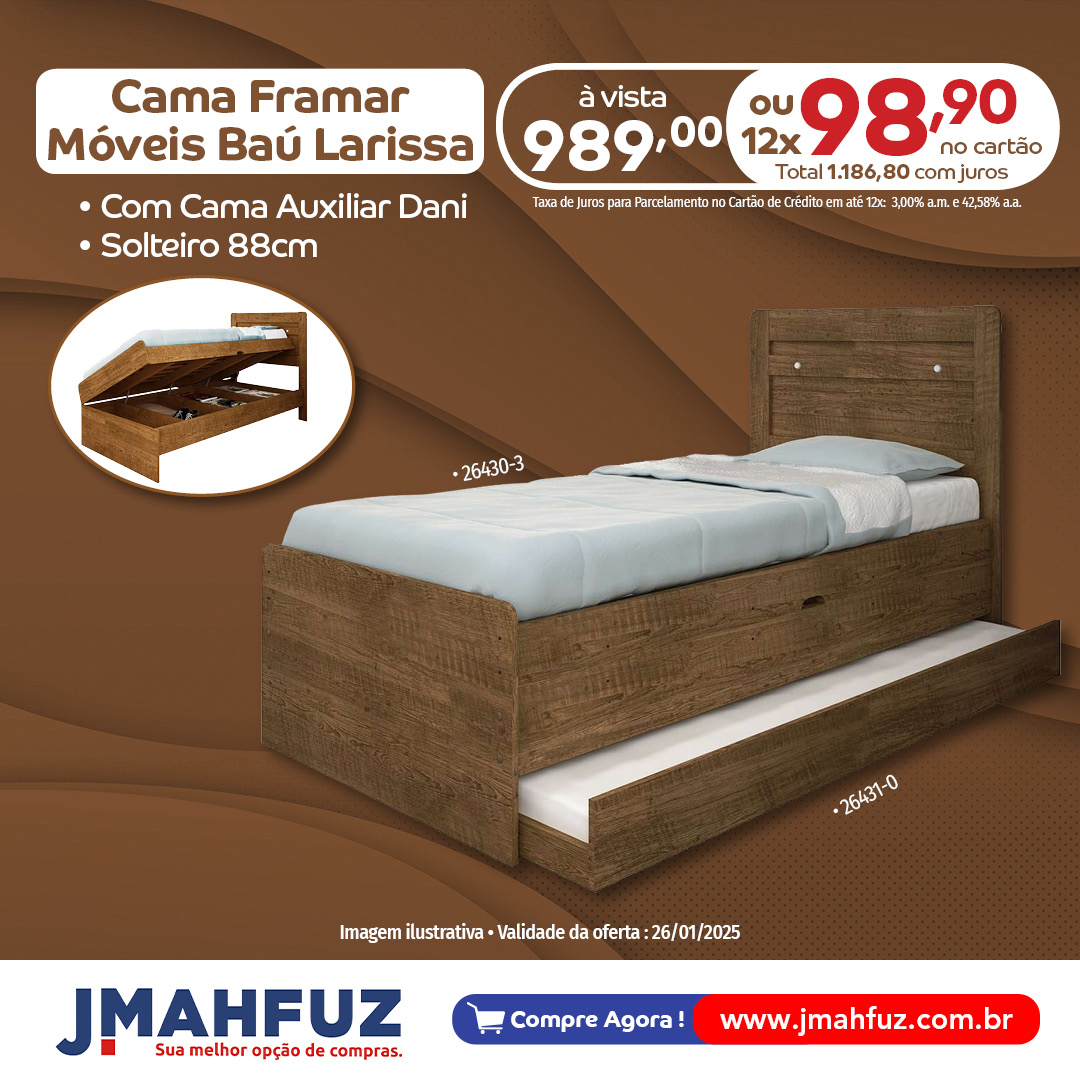 Cama Framar
Móveis Baú Larissa
• Com Cama Auxiliar Dani
• Solteiro 88cm
à vista
989,00
ou
12x 98,90
no cartão
Total 1.186,80 com juros
Taxa de Juros para Parcelamento no Cartão de Crédito em até 12x: 3,00% a.m. e 42,58% a.a.
• 26430-3
• 26431-0
Imagem ilustrativa • Validade da oferta : 26/01/2025
JMAHFUZ
Sua melhor opção de compras.
Compre Agora !
www.jmahfuz.com.br